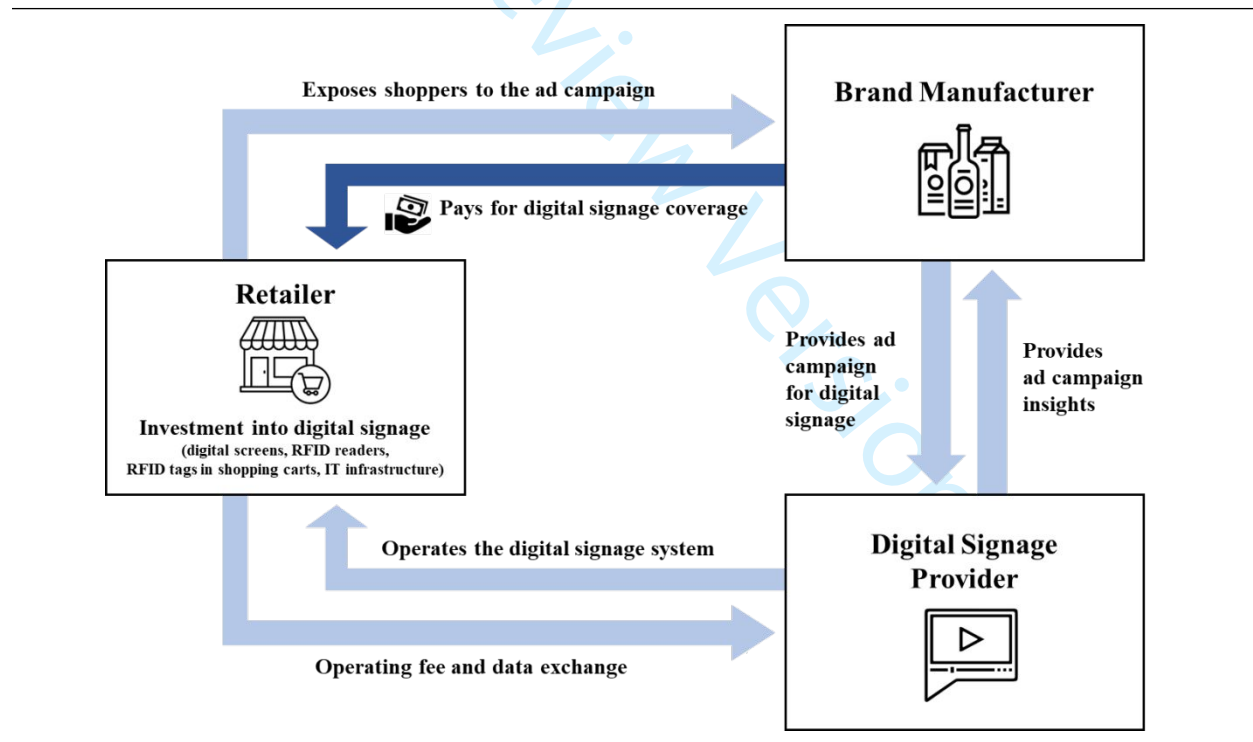 Exposes shoppers to the ad campaign
Brand Manufacturer
Pays for digital signage coverage
Retailer
Investment into digital signage
(digital screens, RFID readers,
RFID tags in shopping carts, IT infrastructure)
Provides ad
campaign
for digital
signage
Provides
ad campaign
insights
Operates the digital signage system
Digital Signage
Provider
Operating fee and data exchange
view Version